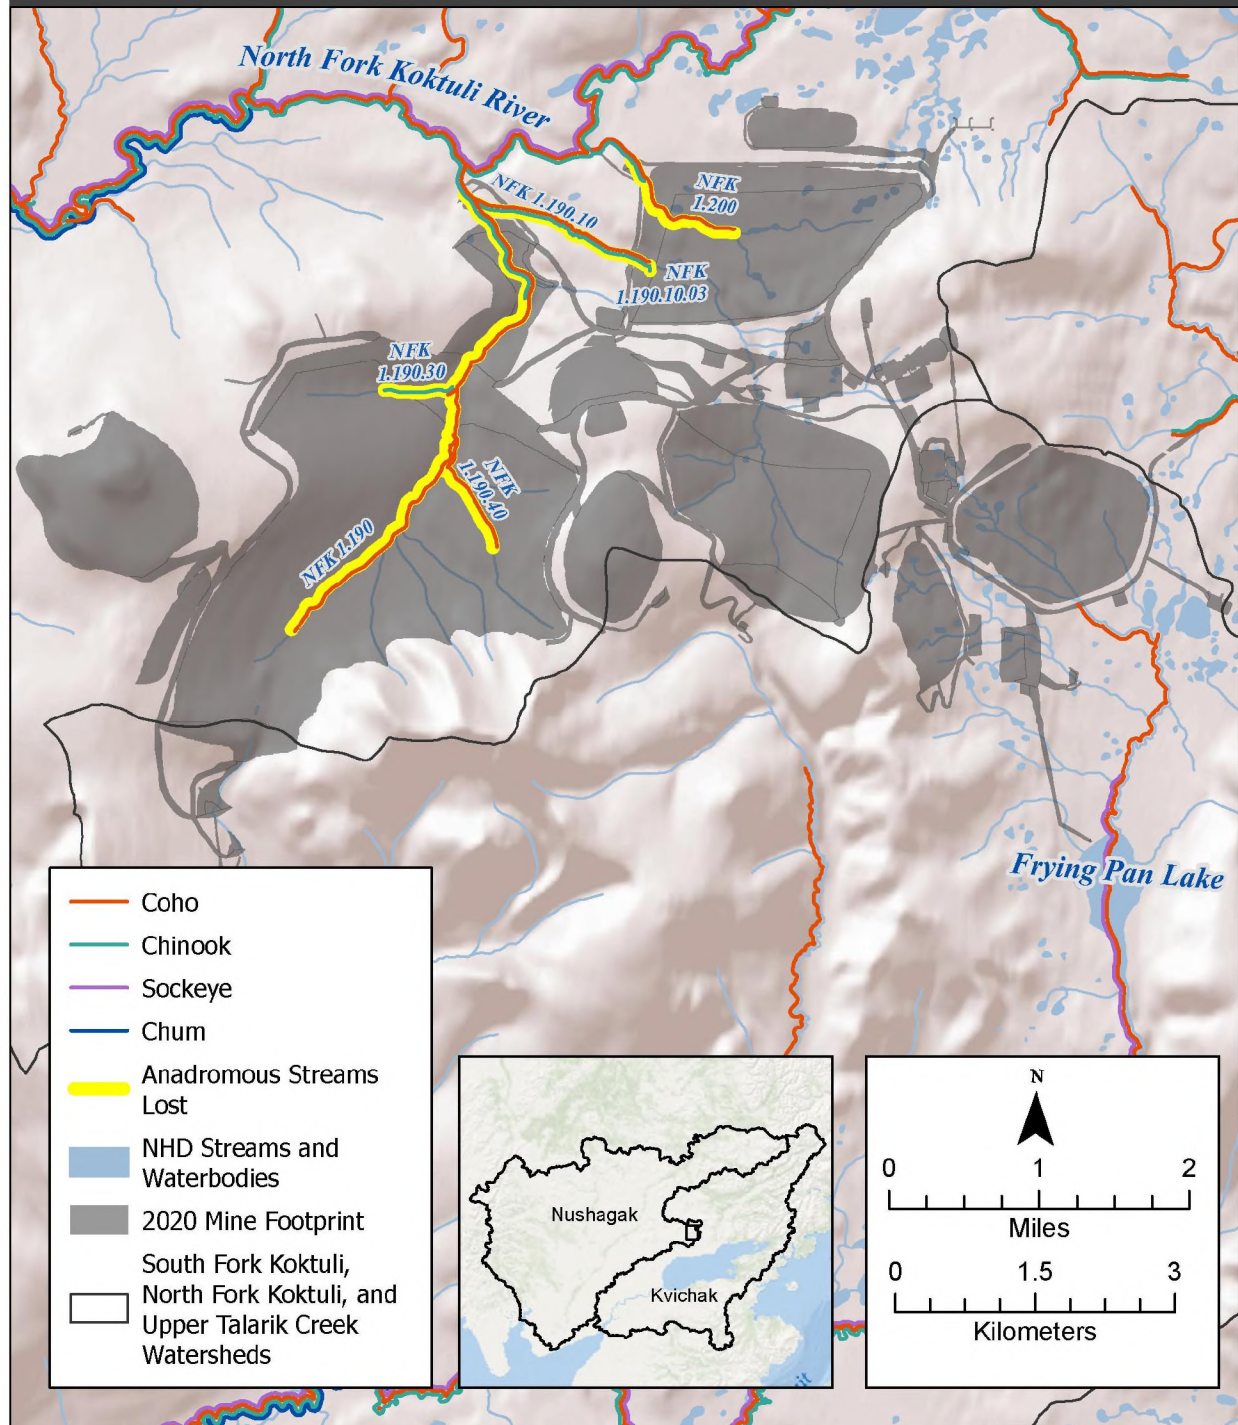 North Fork Koktuli River
NFK
1.200
NFK 1.190.10
NFK
1.190.10.03
NFK
1.190.30
NFK
1.190.40
NFK 1.190
Frying Pan Lake
Coho
Chinook
Sockeye
Chum
Anadromous Streams
Lost
NHD Streams and
Waterbodies
2020 Mine Footprint
South Fork Koktuli,
North Fork Koktuli, and
Upper Talarik Creek
Watersheds
Nushagak
Kvichak
N
0 1 2
Miles
0 1.5 3
Kilometers